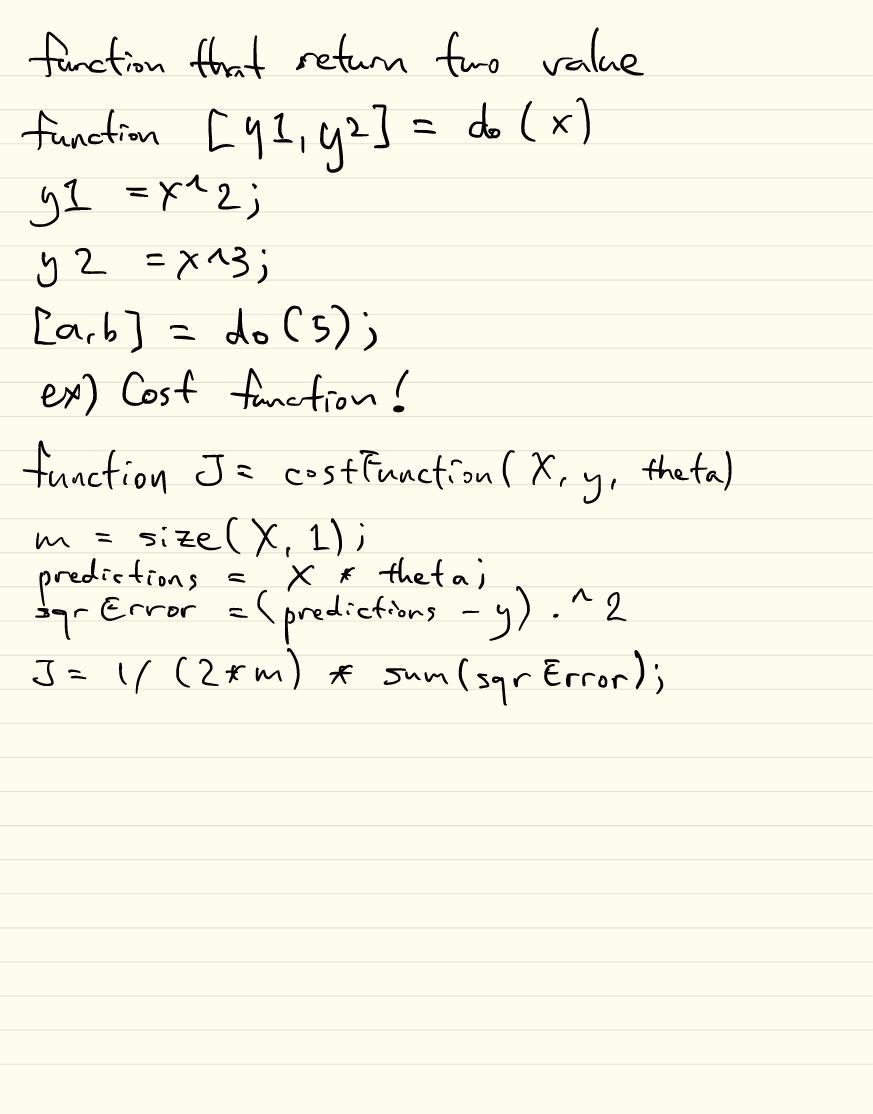 function that return two value
function [y1, y2] = do (x)
y1 = x^2;
y2 = x^3;
[a,b] = do(5);
ex) Cost function!
function J = costFunction(X, y, theta)
m = size(X, 1);
predictions = X * theta;
sqrError = (predictions - y) .^2
J = 1/ (2*m) * sum(sqrError);